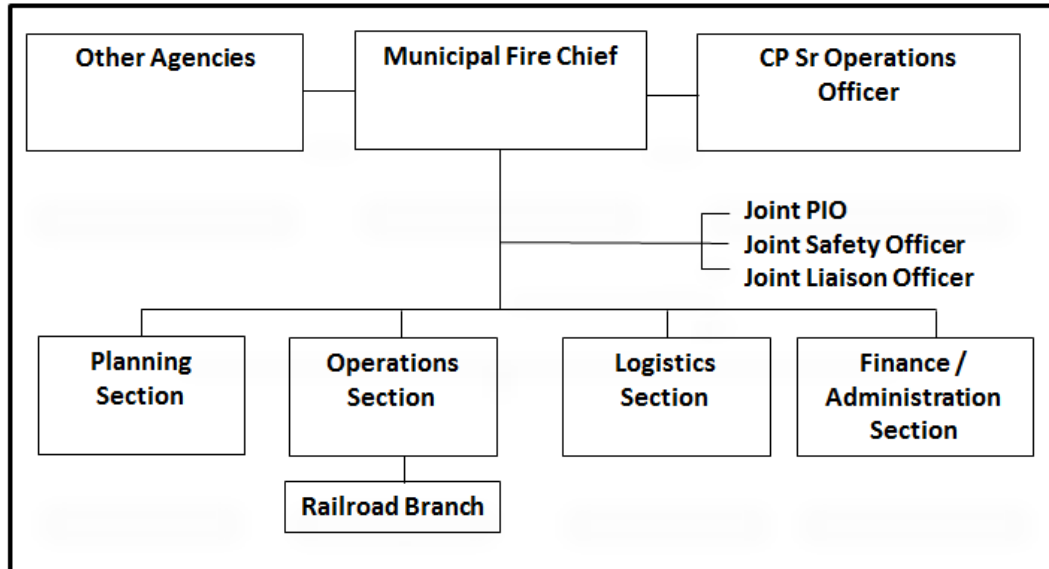 Other Agencies
Municipal Fire Chief
CP Sr Operations
Officer
Joint PIO
Joint Safety Officer
Joint Liaison Officer
Planning
Section
Operations
Section
Logistics
Section
Finance /
Administration
Section
Railroad Branch